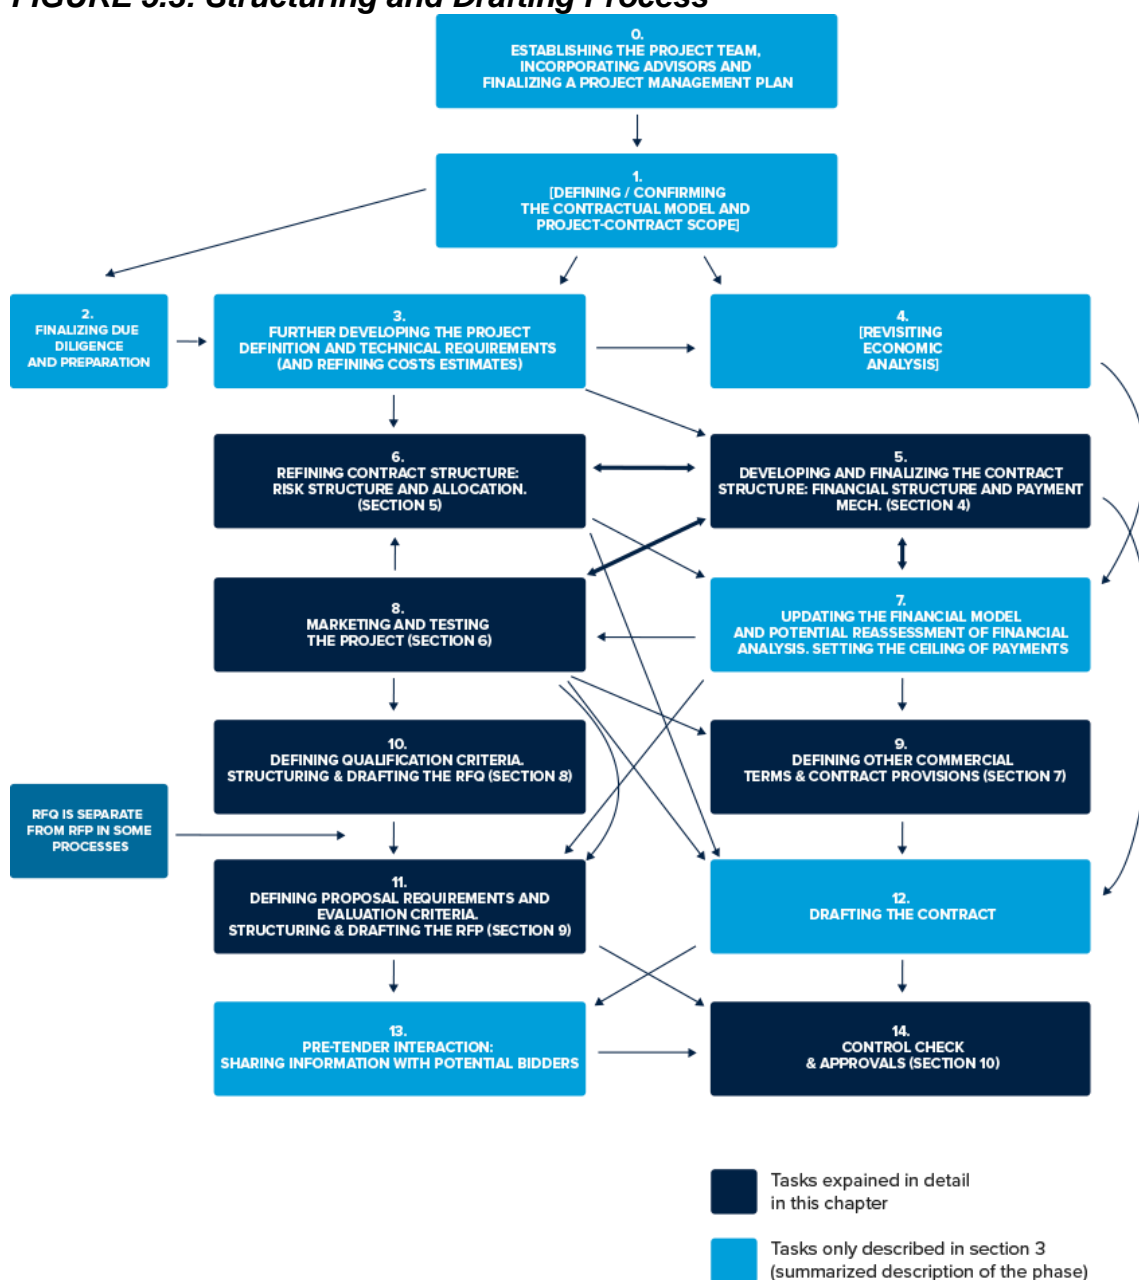 FIGURE 5.3: Structuring and Drafting Process
0.
ESTABLISHING THE PROJECT TEAM,
INCORPORATING ADVISORS AND
FINALIZING A PROJECT MANAGEMENT PLAN
1.
[DEFINING / CONFIRMING
THE CONTRACTUAL MODEL AND
PROJECT-CONTRACT SCOPE]
2.
FINALIZING DUE
DILIGENCE
AND PREPARATION
3.
FURTHER DEVELOPING THE PROJECT
DEFINITION AND TECHNICAL REQUIREMENTS
(AND REFINING COSTS ESTIMATES)
4.
[REVISITING
ECONOMIC
ANALYSIS]
6.
REFINING CONTRACT STRUCTURE:
RISK STRUCTURE AND ALLOCATION.
(SECTION 5)
5.
DEVELOPING AND FINALIZING THE CONTRACT
STRUCTURE: FINANCIAL STRUCTURE AND PAYMENT
MECH. (SECTION 4)
8.
MARKETING AND TESTING
THE PROJECT (SECTION 6)
7.
UPDATING THE FINANCIAL MODEL
AND POTENTIAL REASSESSMENT OF FINANCIAL
ANALYSIS. SETTING THE CEILING OF PAYMENTS
10.
DEFINING QUALIFICATION CRITERIA.
STRUCTURING & DRAFTING THE RFQ (SECTION 8)
9.
DEFINING OTHER COMMERCIAL
TERMS & CONTRACT PROVISIONS (SECTION 7)
RFQ IS SEPARATE
FROM RFP IN SOME
PROCESSES
11.
DEFINING PROPOSAL REQUIREMENTS AND
EVALUATION CRITERIA.
STRUCTURING & DRAFTING THE RFP (SECTION 9)
12.
DRAFTING THE CONTRACT
13.
PRE-TENDER INTERACTION:
SHARING INFORMATION WITH POTENTIAL BIDDERS
14.
CONTROL CHECK
& APPROVALS (SECTION 10)
Tasks expained in detail
in this chapter
Tasks only described in section 3
(summarized description of the phase)